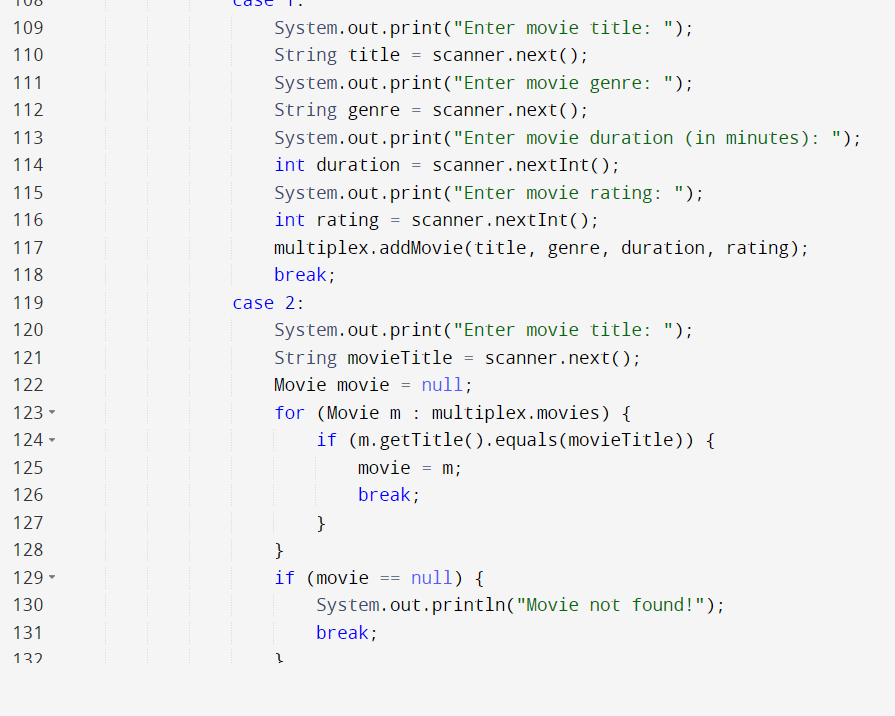 108 case 1:
109 System.out.print("Enter movie title: ");
110 String title = scanner.next();
111 System.out.print("Enter movie genre: ");
112 String genre = scanner.next();
113 System.out.print("Enter movie duration (in minutes): ");
114 int duration = scanner.nextInt();
115 System.out.print("Enter movie rating: ");
116 int rating = scanner.nextInt();
117 multiplex.addMovie(title, genre, duration, rating);
118 break;
119 case 2:
120 System.out.print("Enter movie title: ");
121 String movieTitle = scanner.next();
122 Movie movie = null;
123 for (Movie m : multiplex.movies) {
124 if (m.getTitle().equals(movieTitle)) {
125 movie = m;
126 break;
127 }
128 }
129 if (movie == null) {
130 System.out.println("Movie not found!");
131 break;
132 }